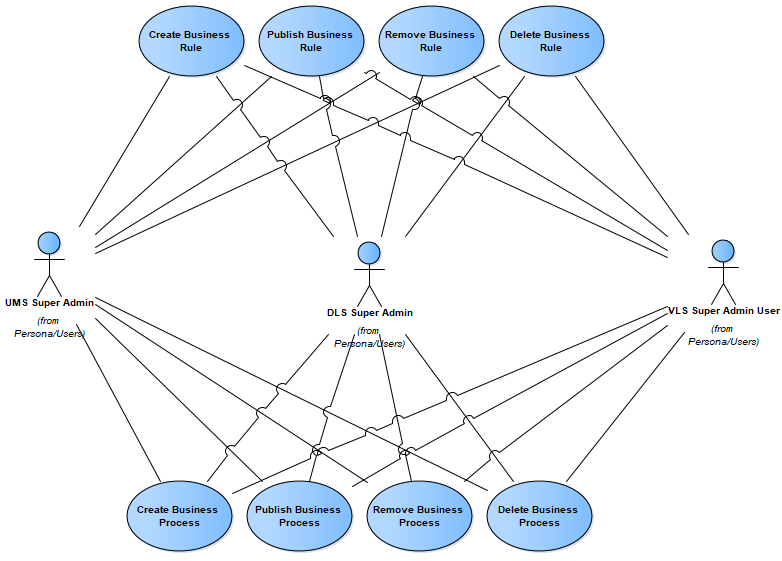 Create Business
Rule
Publish Business
Rule
Remove Business
Rule
Delete Business
Rule
UMS Super Admin
(from
Persona/Users)
DLS Super Admin
(from
Persona/Users)
VLS Super Admin User
(from
Persona/Users)
Create Business
Process
Publish Business
Process
Remove Business
Process
Delete Business
Process